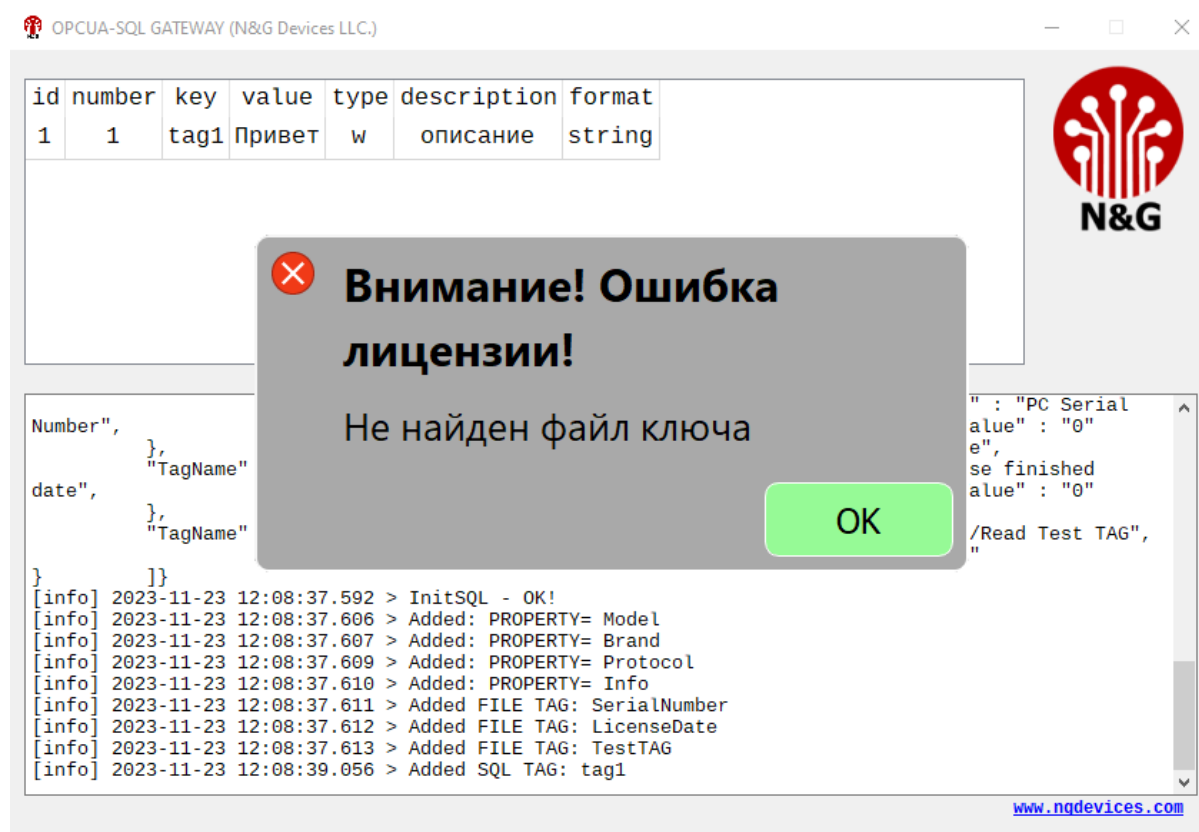 OPCUA-SQL GATEWAY (N&G Devices LLC.)
id number key value type description format
1 1 tag1 Привет w описание string
N&G
Внимание! Ошибка
лицензии!
Не найден файл ключа
OK
" : "PC Serial
Number", alue" : "0"
}, e",
"TagName" se finished
date", alue" : "0"
},
"TagName" /Read Test TAG",
"
} ]}
[info] 2023-11-23 12:08:37.592 > InitSQL - OK!
[info] 2023-11-23 12:08:37.606 > Added: PROPERTY= Model
[info] 2023-11-23 12:08:37.607 > Added: PROPERTY= Brand
[info] 2023-11-23 12:08:37.609 > Added: PROPERTY= Protocol
[info] 2023-11-23 12:08:37.610 > Added: PROPERTY= Info
[info] 2023-11-23 12:08:37.611 > Added FILE TAG: SerialNumber
[info] 2023-11-23 12:08:37.612 > Added FILE TAG: LicenseDate
[info] 2023-11-23 12:08:37.613 > Added FILE TAG: TestTAG
[info] 2023-11-23 12:08:39.056 > Added SQL TAG: tag1
www.ngdevices.com